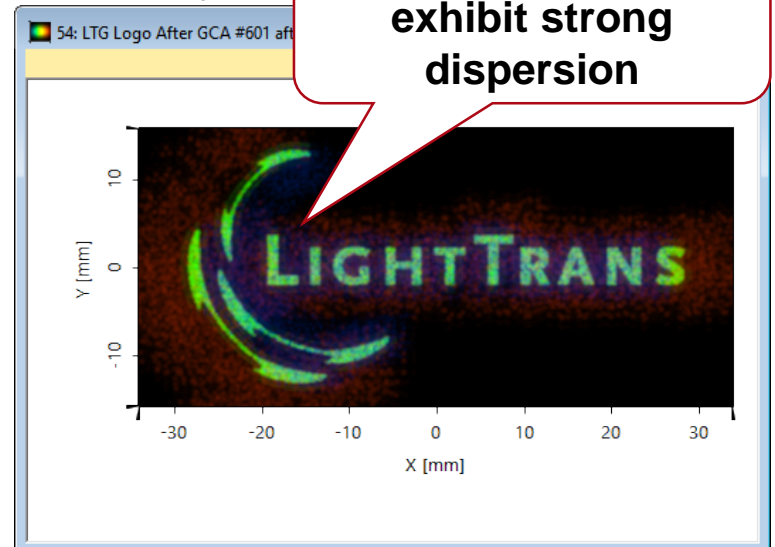 exhibit strong
dispersion
54: LTG Logo After GCA #601
LIGHTTRANS
Y [mm]
10
0
-10
-30 -20 -10 0 10 20 30
X [mm]